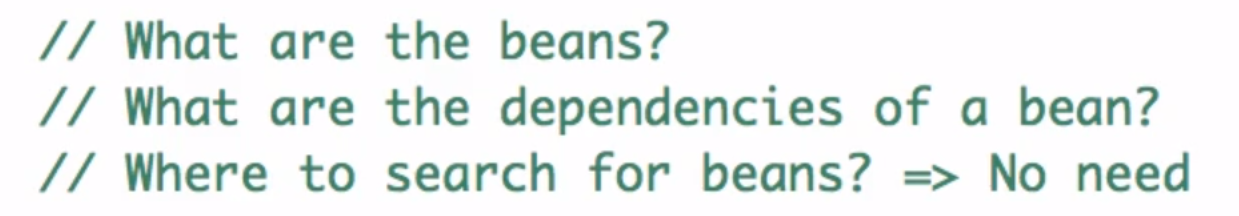 // What are the beans?
// What are the dependencies of a bean?
// Where to search for beans? => No need